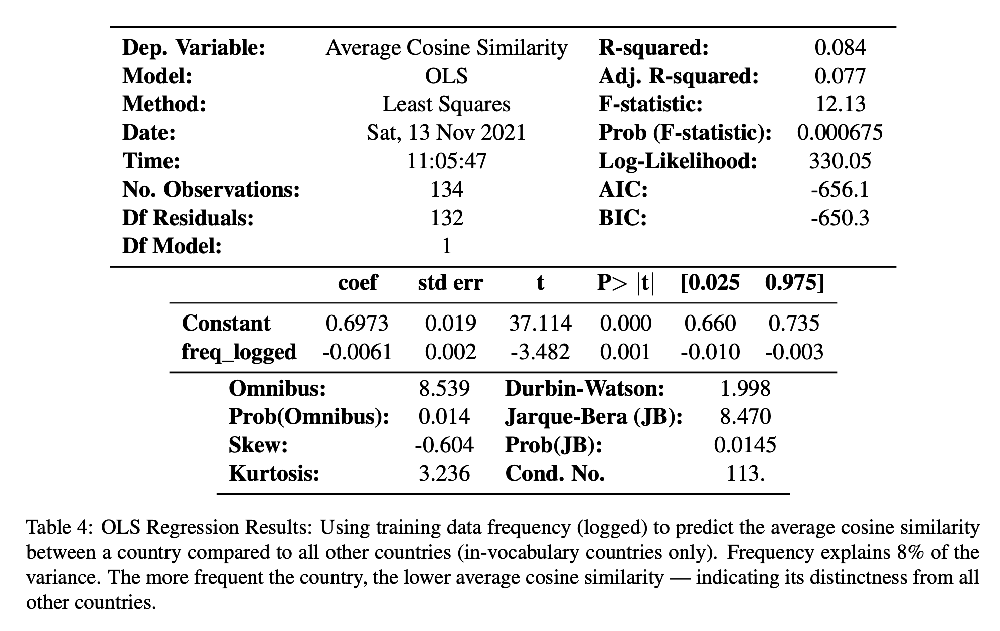 Dep. Variable: Average Cosine Similarity R-squared: 0.084
Model: OLS Adj. R-squared: 0.077
Method: Least Squares F-statistic: 12.13
Date: Sat, 13 Nov 2021 Prob (F-statistic): 0.000675
Time: 11:05:47 Log-Likelihood: 330.05
No. Observations: 134 AIC: -656.1
Df Residuals: 132 BIC: -650.3
Df Model: 1
coef std err t P> |t| [0.025 0.975]
Constant 0.6973 0.019 37.114 0.000 0.660 0.735
freq_logged -0.0061 0.002 -3.482 0.001 -0.010 -0.003
Omnibus: 8.539 Durbin-Watson: 1.998
Prob(Omnibus): 0.014 Jarque-Bera (JB): 8.470
Skew: -0.604 Prob(JB): 0.0145
Kurtosis: 3.236 Cond. No. 113.
Table 4: OLS Regression Results: Using training data frequency (logged) to predict the average cosine similarity
between a country compared to all other countries (in-vocabulary countries only). Frequency explains 8% of the
variance. The more frequent the country, the lower average cosine similarity — indicating its distinctness from all
other countries.